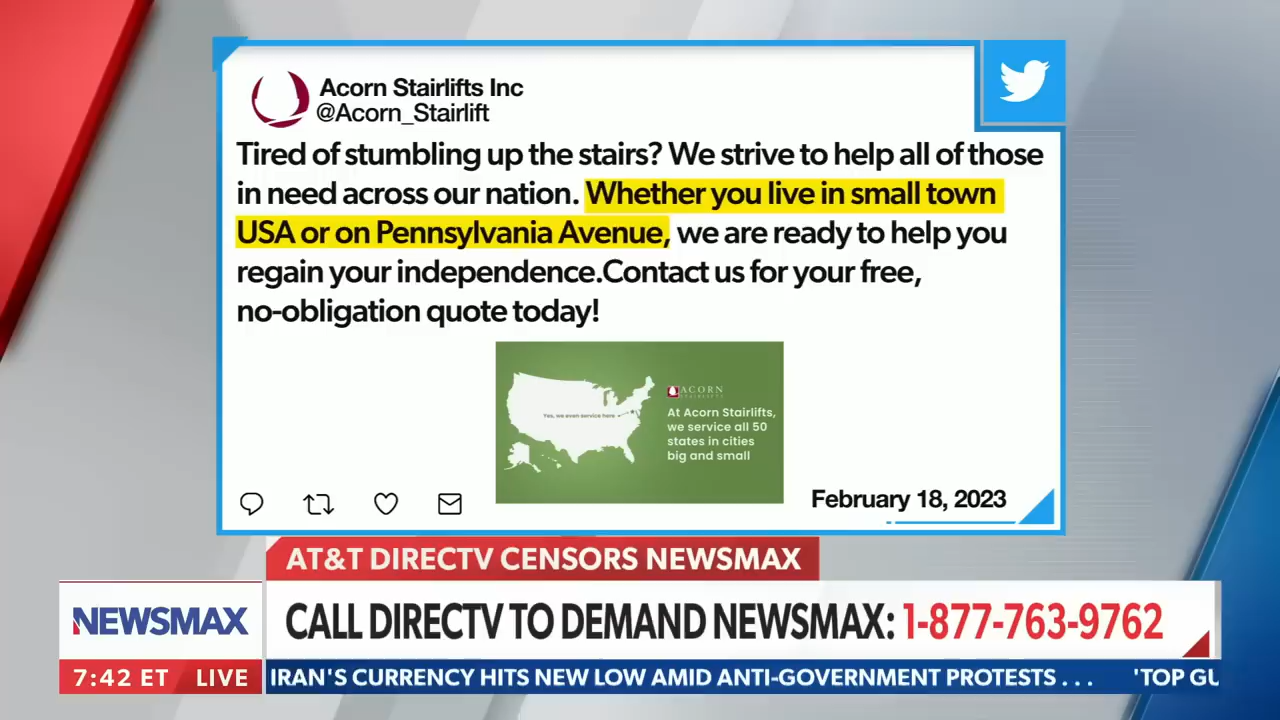 Acorn Stairlifts Inc
@Acorn_Stairlift
Tired of stumbling up the stairs? We strive to help all of those
in need across our nation. Whether you live in small town
USA or on Pennsylvania Avenue, we are ready to help you
regain your independence.Contact us for your free,
no-obligation quote today!
Yes, we even service here
ACORN
STAIRLIFTS
At Acorn Stairlifts,
we service all 50
states in cities
big and small
February 18, 2023
AT&T DIRECTV CENSORS NEWSMAX
NEWSMAX
CALL DIRECTV TO DEMAND NEWSMAX: 1-877-763-9762
7:42 ET LIVE
IRAN'S CURRENCY HITS NEW LOW AMID ANTI-GOVERNMENT PROTESTS . . . 'TOP GU